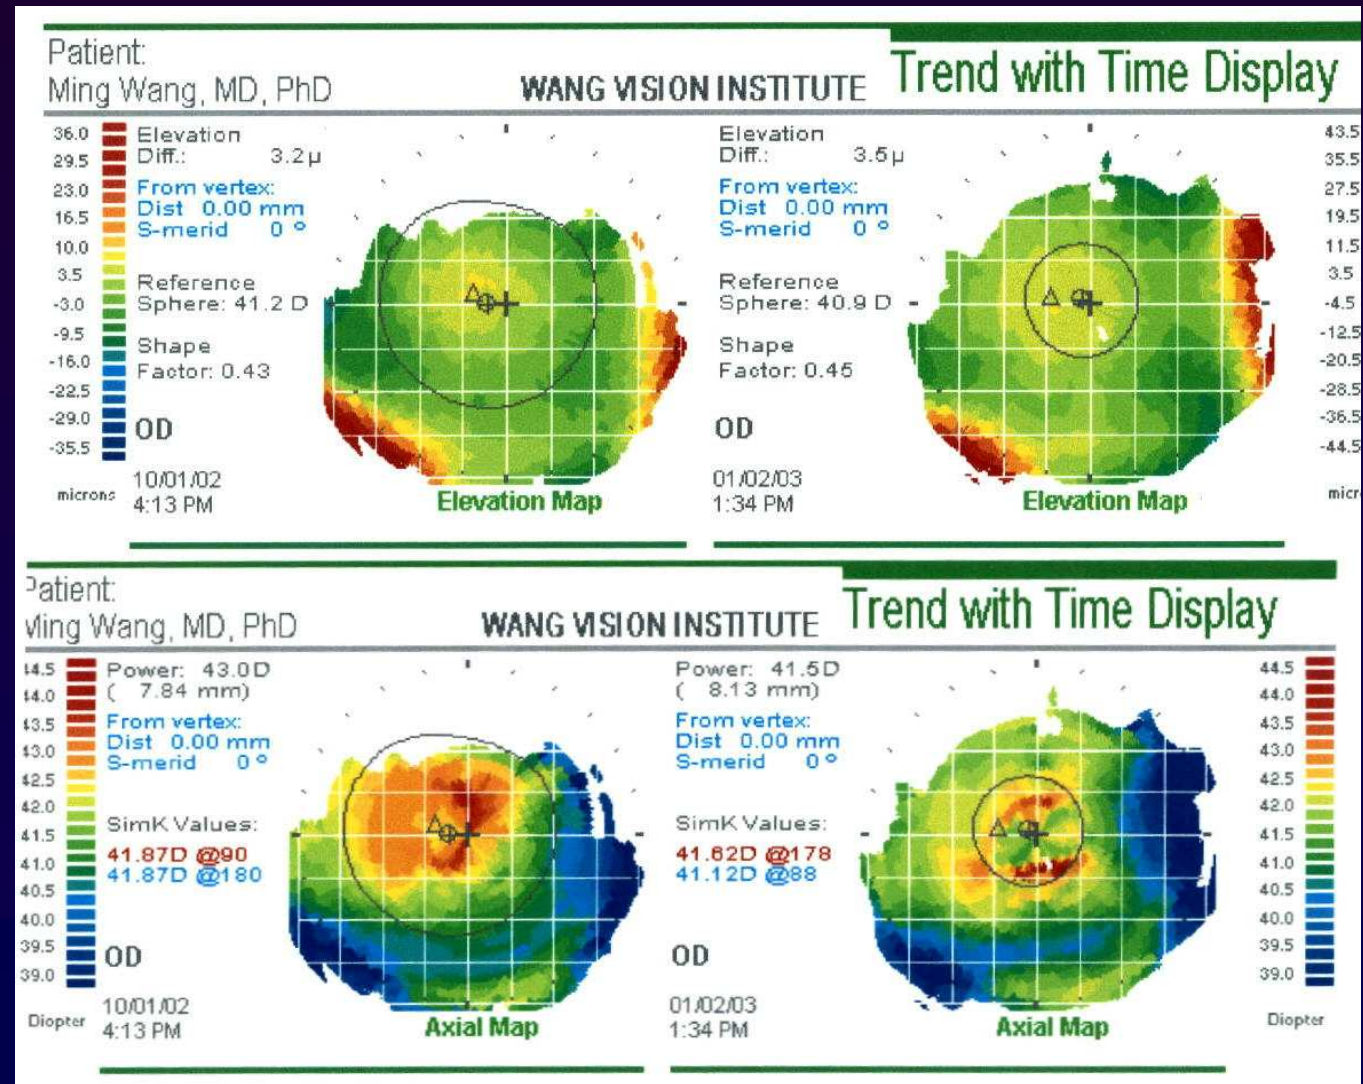 Patient:
Ming Wang, MD, PhD
WANG VISION INSTITUTE
Trend with Time Display
36.0
29.5
23.0
16.5
10.0
3.5
-3.0
-9.5
-16.0
-22.5
-29.0
-35.5
microns
Elevation
Diff.: 3.2µ
From vertex:
Dist 0.00 mm
S-merid 0 °
Reference
Sphere: 41.2 D
Shape
Factor: 0.43
OD
10/01/02
4:13 PM
Elevation Map
Elevation
Diff.: 3.5µ
From vertex:
Dist 0.00 mm
S-merid 0 °
Reference
Sphere: 40.9 D
Shape
Factor: 0.45
OD
01/02/03
1:34 PM
Elevation Map
43.5
35.5
27.5
19.5
11.5
3.5
-4.5
-12.5
-20.5
-28.5
-36.5
-44.5
micr
Patient:
Ming Wang, MD, PhD
WANG VISION INSTITUTE
Trend with Time Display
44.5
44.0
43.5
43.0
42.5
42.0
41.5
41.0
40.5
40.0
39.5
39.0
Diopter
Power: 43.0D
( 7.84 mm)
From vertex:
Dist 0.00 mm
S-merid 0 °
SimK Values:
41.87D @90
41.87D @180
OD
10/01/02
4:13 PM
Axial Map
Power: 41.5D
( 8.13 mm)
From vertex:
Dist 0.00 mm
S-merid 0 °
SimK Values:
41.62D @178
41.12D @88
OD
01/02/03
1:34 PM
Axial Map
44.5
44.0
43.5
43.0
42.5
42.0
41.5
41.0
40.5
40.0
39.5
39.0
Diopter